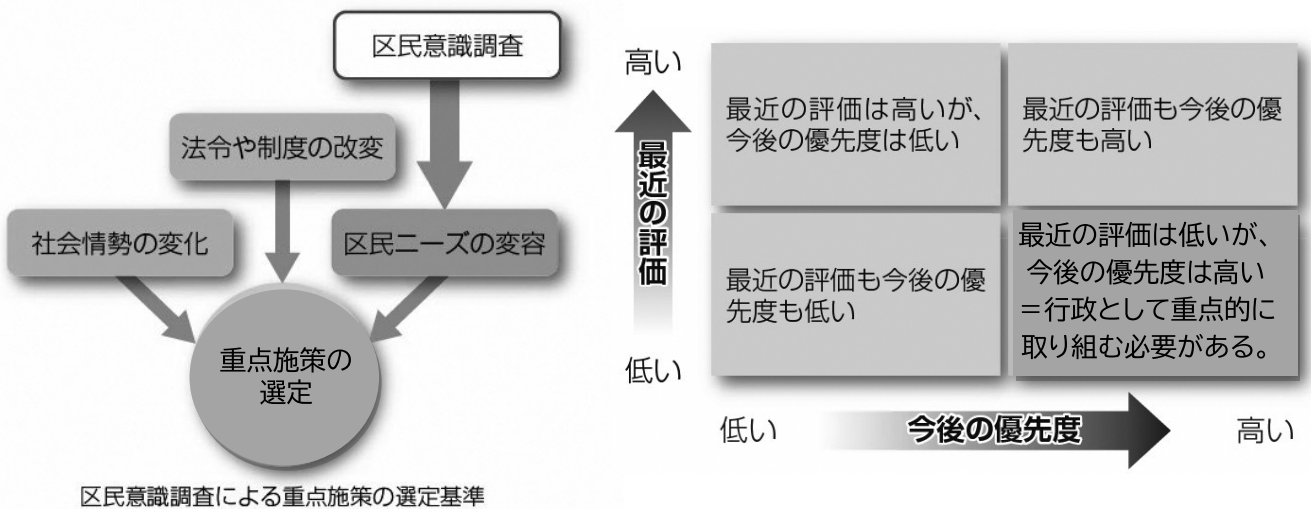 区民意識調査
法令や制度の改変
社会情勢の変化
区民ニーズの変容
重点施策の
選定
区民意識調査による重点施策の選定基準
高い
最近の評価
低い
最近の評価は高いが、
今後の優先度は低い
最近の評価も今後の優
先度も高い
最近の評価も今後の優
先度も低い
最近の評価は低いが、
今後の優先度は高い
＝行政として重点的に
取り組む必要がある。
低い
今後の優先度
高い